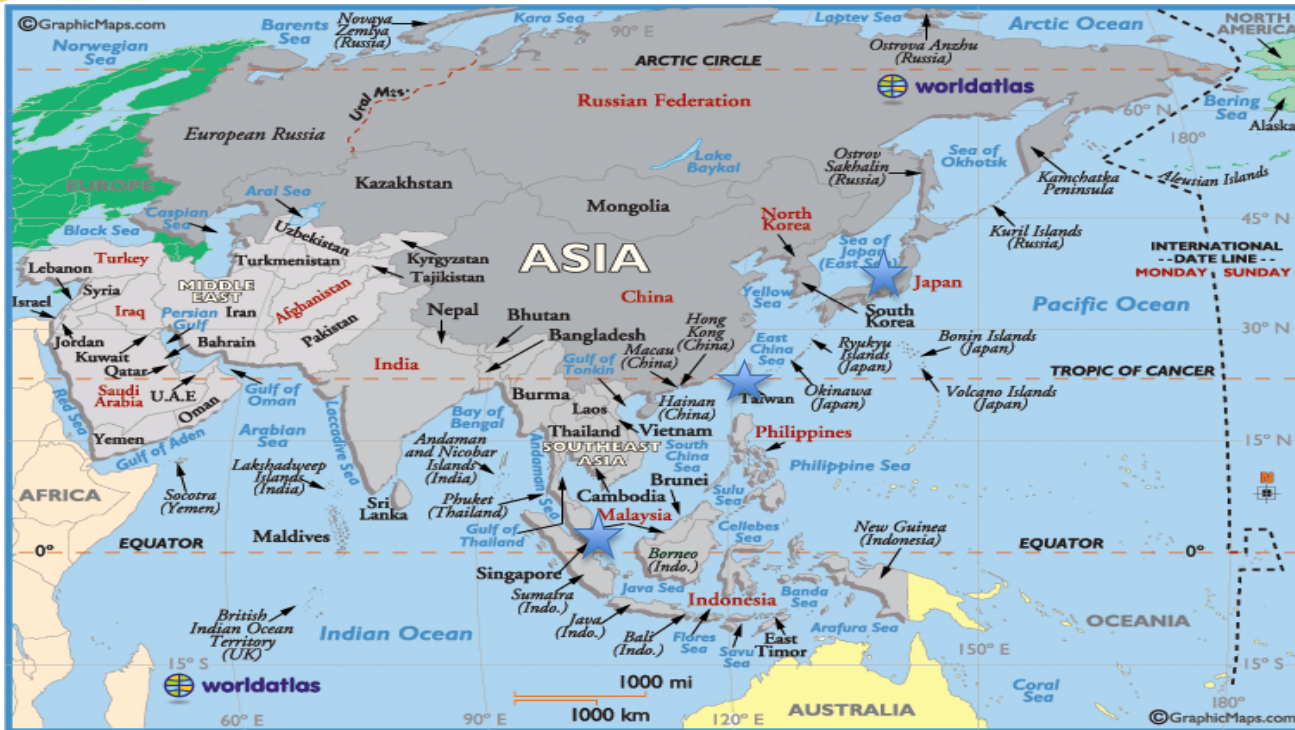 ©GraphicMaps.com
Norwegian
Sea
Barents
Sea
Novaya
Zemlya
(Russia)
Kara Sea
90° E
Laptev Sea
Ostrova Anzhu
(Russia)
Arctic Ocean
NORTH
AMERICA
ARCTIC CIRCLE
worldatlas
Ural Mts.
Russian Federation
European Russia
60° N
180°
Bering
Sea
Alaska
EUROPE
Lake
Baykal
Ostrov
Sakhalin
(Russia)
Sea of
Okhotsk
Kamchatka
Peninsula
Aleutian Islands
Aral Sea
Kazakhstan
Mongolia
North
Korea
Kuril Islands
(Russia)
45° N
Caspian
Sea
Black Sea
Uzbekistan
Turkmenistan
Kyrgyzstan
Tajikistan
ASIA
Sea of
Japan
(East Sea)
Japan
INTERNATIONAL
--DATE LINE--
MONDAY
SUNDAY
Turkey
Lebanon
Syria
Israel
MIDDLE
EAST
Iraq
Iran
Afghanistan
China
Yellow
Sea
South
Korea
Pacific Ocean
Persian
Gulf
Jordan
Kuwait
Bahrain
Qatar
Pakistan
Nepal
Bhutan
Bangladesh
Hong
Kong
(China)
Macau
(China)
East
China
Sea
Ryukyu
Islands
(Japan)
Bonin Islands
(Japan)
30° N
India
Gulf of
Tonkin
TROPIC OF CANCER
Saudi
Arabia
U.A.E
Oman
Gulf of
Oman
Burma
Laos
Hainan
(China)
Taiwan
Okinawa
(Japan)
Volcano Islands
(Japan)
Red Sea
Yemen
Gulf of Aden
Arabian
Sea
Laccadive Sea
Bay of
Bengal
Thailand
Vietnam
Philippines
15° N
SOUTHEAST
ASIA
South
China
Sea
Philippine Sea
N
AFRICA
Socotra
(Yemen)
Lakshadweep
Islands
(India)
Andaman
and Nicobar
Islands
(India)
Andaman Sea
Sri
Lanka
Phuket
(Thailand)
Cambodia
Brunei
Sulu
Sea
Maldives
Gulf of
Thailand
Malaysia
Cellebes
Sea
New Guinea
(Indonesia)
0°
EQUATOR
EQUATOR
0°
Singapore
Borneo
(Indo.)
Sumatra
(Indo.)
Java Sea
Indonesia
Banda
Sea
British
Indian Ocean
Territory
(UK)
Indian Ocean
Java
(Indo.)
Bali
(Indo.)
Flores
Sea
Savu
Sea
East
Timor
Arafura Sea
OCEANIA
15° S
150° E
15° S
worldatlas
1000 mi
1000 km
60° E
90° E
120° E
AUSTRALIA
Coral
Sea
180°
©GraphicMaps.com